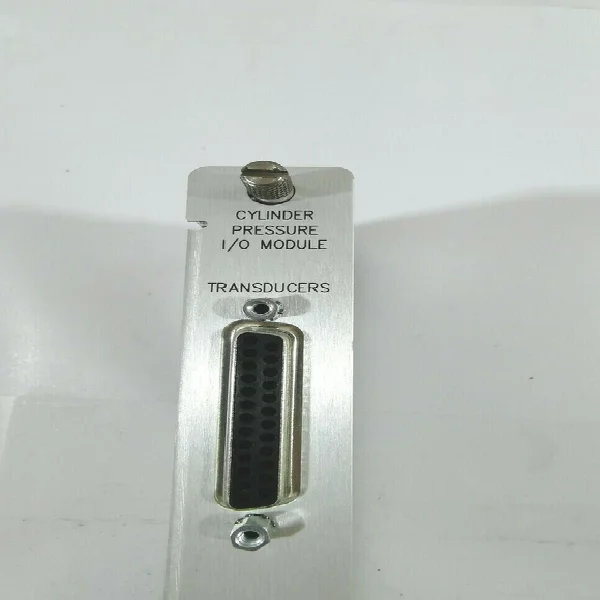 CYLINDER
PRESSURE
I/O MODULE
TRANSDUCERS